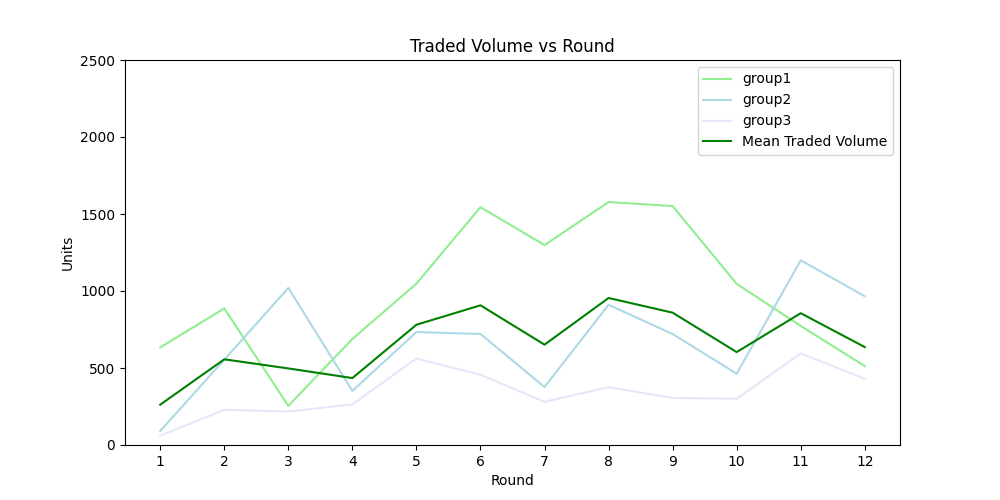 Traded Volume vs Round
2500
2000
1500
1000
500
0
Units
group1
group2
group3
Mean Traded Volume
1 2 3 4 5 6 7 8 9 10 11 12
Round